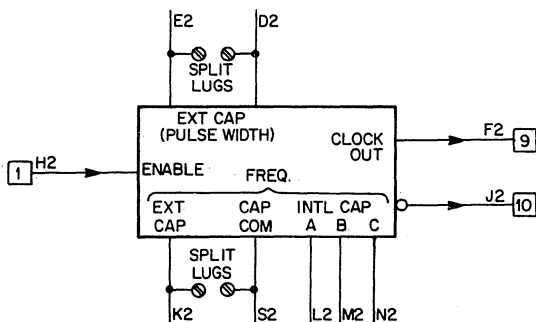 E2 D2
SPLIT
LUGS
EXT CAP
(PULSE WIDTH)
CLOCK
OUT
F2
9
1
H2
ENABLE
FREQ.
J2
10
EXT
CAP
CAP
COM
INTL CAP
A B C
SPLIT
LUGS
K2 S2 L2 M2 N2